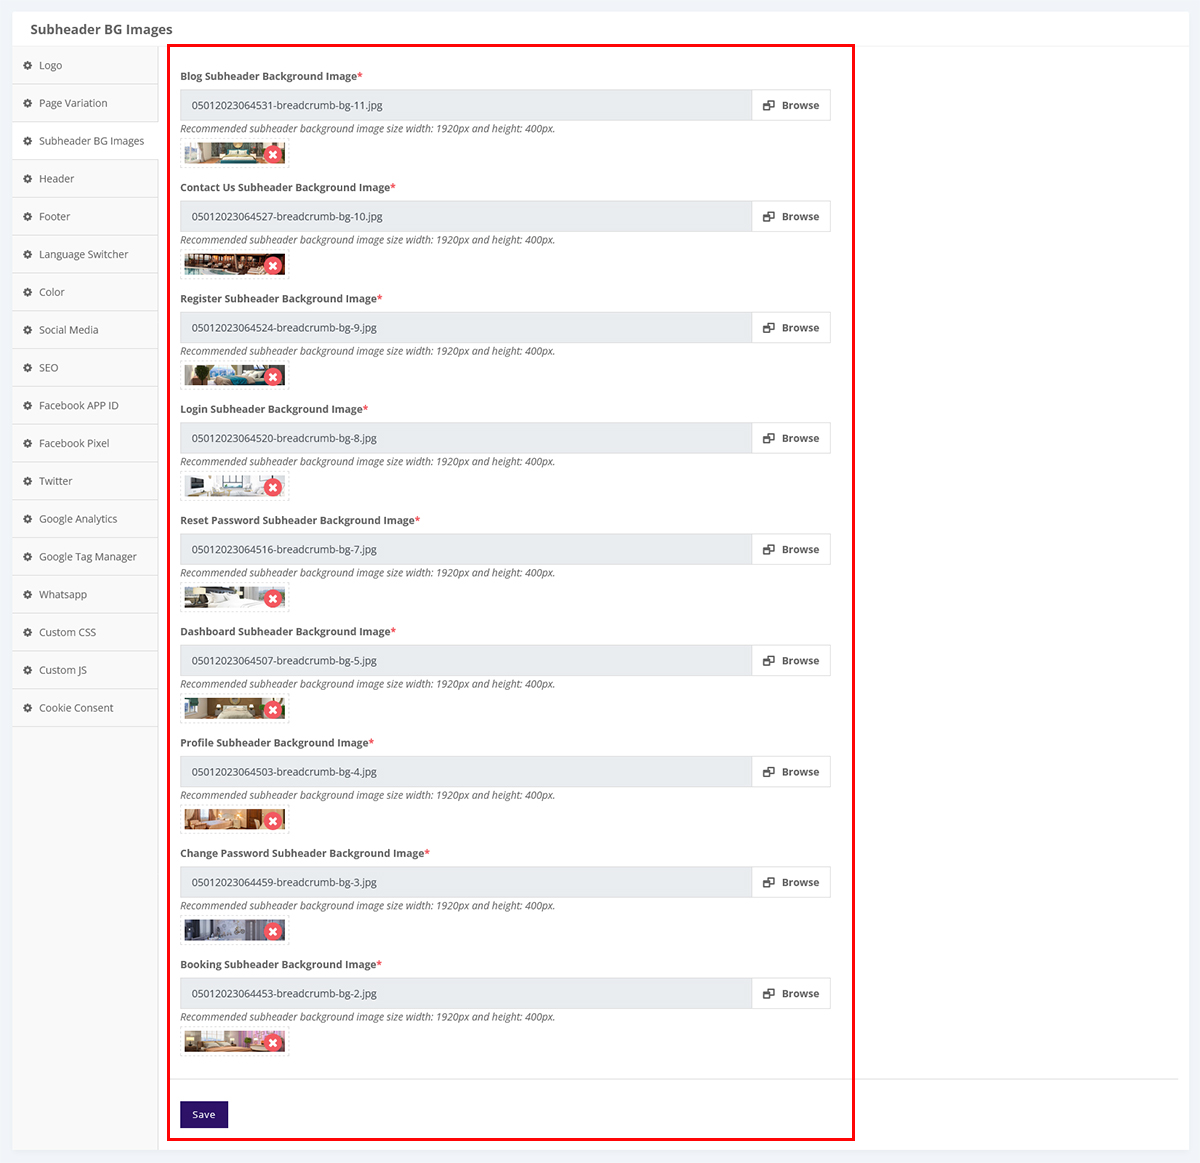 Subheader BG Images
Logo
Page Variation
Subheader BG Images
Header
Footer
Language Switcher
Color
Social Media
SEO
Facebook APP ID
Facebook Pixel
Twitter
Google Analytics
Google Tag Manager
Whatsapp
Custom CSS
Custom JS
Cookie Consent
Blog Subheader Background Image*
05012023064531-breadcrumb-bg-11.jpg
Browse
Recommended subheader background image size width: 1920px and height: 400px.
Contact Us Subheader Background Image*
05012023064527-breadcrumb-bg-10.jpg
Browse
Recommended subheader background image size width: 1920px and height: 400px.
Register Subheader Background Image*
05012023064524-breadcrumb-bg-9.jpg
Browse
Recommended subheader background image size width: 1920px and height: 400px.
Login Subheader Background Image*
05012023064520-breadcrumb-bg-8.jpg
Browse
Recommended subheader background image size width: 1920px and height: 400px.
Reset Password Subheader Background Image*
05012023064516-breadcrumb-bg-7.jpg
Browse
Recommended subheader background image size width: 1920px and height: 400px.
Dashboard Subheader Background Image*
05012023064507-breadcrumb-bg-5.jpg
Browse
Recommended subheader background image size width: 1920px and height: 400px.
Profile Subheader Background Image*
05012023064503-breadcrumb-bg-4.jpg
Browse
Recommended subheader background image size width: 1920px and height: 400px.
Change Password Subheader Background Image*
05012023064459-breadcrumb-bg-3.jpg
Browse
Recommended subheader background image size width: 1920px and height: 400px.
Booking Subheader Background Image*
05012023064453-breadcrumb-bg-2.jpg
Browse
Recommended subheader background image size width: 1920px and height: 400px.
Save